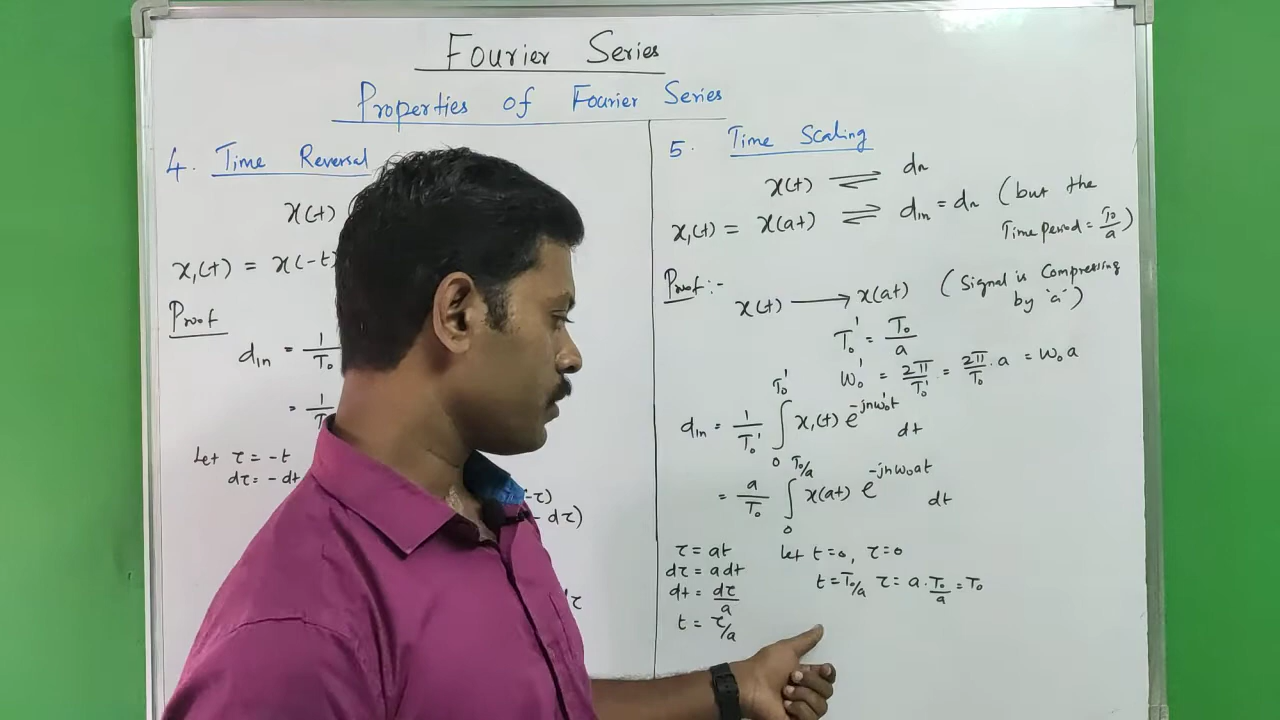 Fourier Series
Properties of Fourier Series
4. Time Reversal
x(t)
x₁(t) = x(-t)
Proof
d₁ₙ = 1/T₀
= 1/T
Let τ = -t
dτ = -dt
(-τ)
- dτ)
dτ
5. Time Scaling
x(t) ⇌ dₙ
x₁(t) = x(at) ⇌ d₁ₙ = dₙ (but the
Time period = T₀/a)
Proof :-
x(t) ⟶ x(at) (Signal is Compressing
by 'a')
T₀' = T₀/a
ω₀' = 2π/T₀' = 2π/T₀ . a = ω₀ a
d₁ₙ = 1/T₀' ∫₀^T₀' x₁(t) e^-jnω₀'t dt
= a/T₀ ∫₀^T₀/a x(at) e^-jnω₀at dt
τ = at Let t=0, τ=0
dτ = a dt t = T₀/a τ = a . T₀/a = T₀
dt = dτ/a
t = τ/a